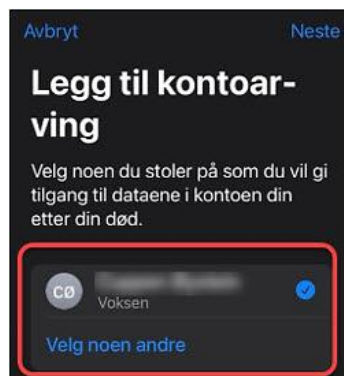 Avbryt Neste
Legg til kontoar-
ving
Velg noen du stoler på som du vil gi
tilgang til dataene i kontoen din
etter din død.
CØ
Voksen
Velg noen andre